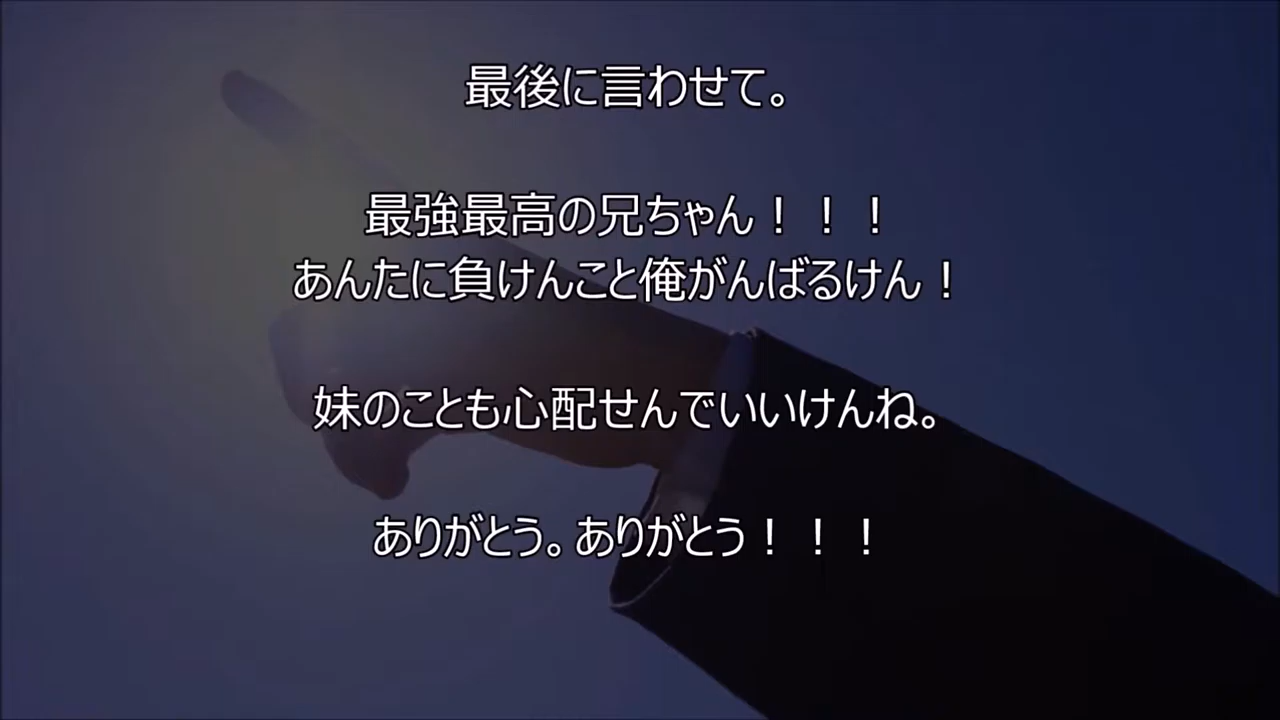 最後に言わせて。
最強最高の兄ちゃん！！！
あんたに負けんこと俺がんばるけん！
妹のことも心配せんでいいけんね。
ありがとう。ありがとう！！！